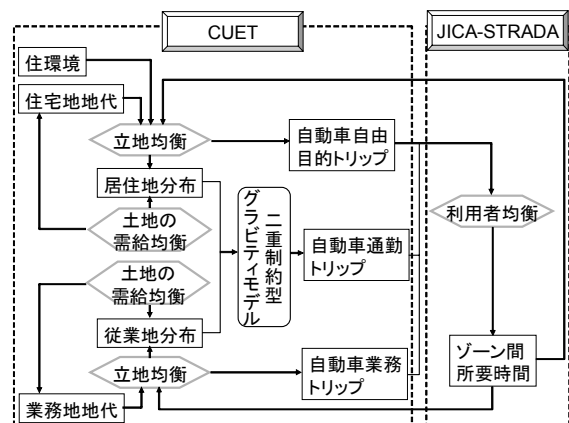 CUET
JICA-STRADA
住環境
住宅地地代
立地均衡
自動車自由
目的トリップ
居住地分布
土地の
需給均衡
二重制約型
グラビティモデル
自動車通勤
トリップ
利用者均衡
土地の
需給均衡
従業地分布
立地均衡
自動車業務
トリップ
ゾーン間
所要時間
業務地地代